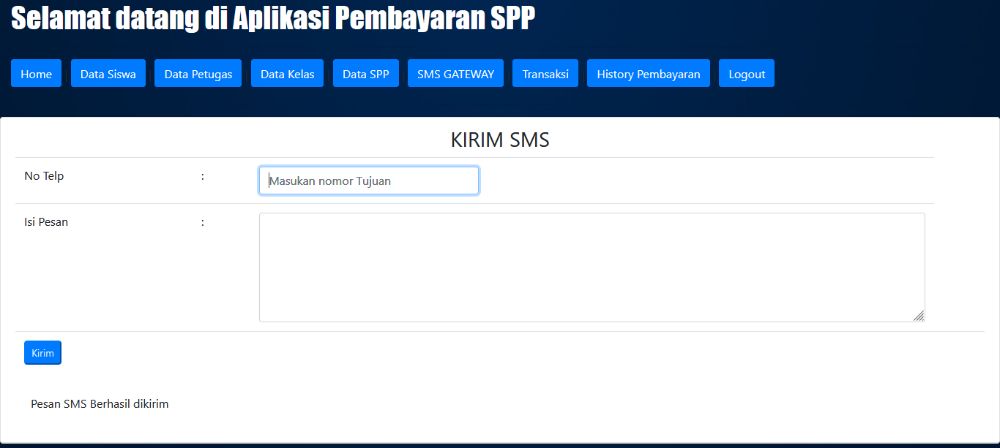 Selamat datang di Aplikasi Pembayaran SPP
Home Data Siswa Data Petugas Data Kelas Data SPP SMS GATEWAY Transaksi History Pembayaran Logout
KIRIM SMS
No Telp : Masukan nomor Tujuan
Isi Pesan :
Kirim
Pesan SMS Berhasil dikirim